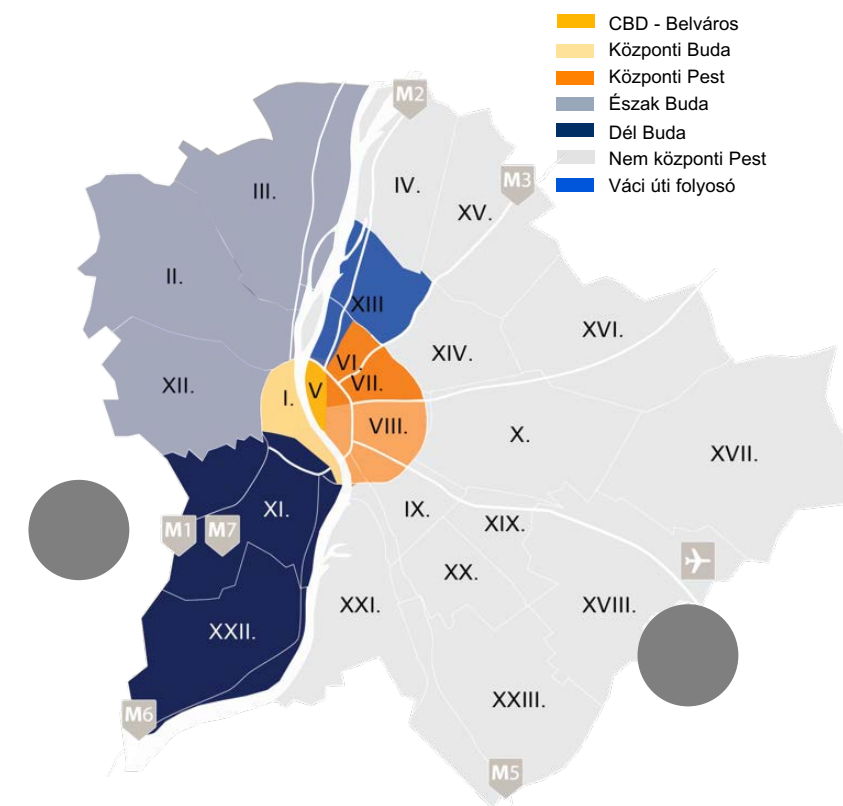 CBD - Belváros
Központi Buda
Központi Pest
Észak Buda
Dél Buda
Nem központi Pest
Váci úti folyosó
M2
M3
IV.
III.
XV.
II.
XIII
XVI.
VI.
XIV.
XII.
VII.
I.
V
VIII.
X.
XVII.
XI.
IX.
XIX.
M1
M7
XX.
XXI.
XVIII.
XXII.
XXIII.
M6
M5